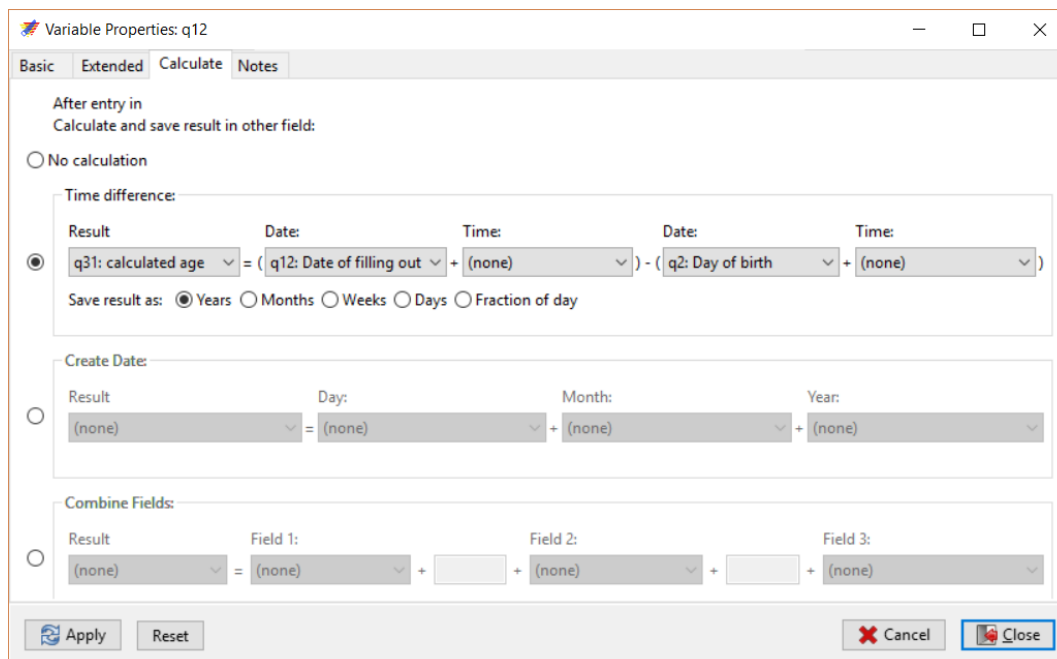 Variable Properties: q12
Basic Extended Calculate Notes
After entry in
Calculate and save result in other field:
No calculation
Time difference:
Result Date: Time: Date: Time:
q31: calculated age = ( q12: Date of filling out + (none) ) - ( q2: Day of birth + (none) )
Save result as: Years Months Weeks Days Fraction of day
Create Date:
Result Day: Month: Year:
(none) = (none) + (none) + (none)
Combine Fields:
Result Field 1: Field 2: Field 3:
(none) = (none) + + (none) + + (none)
Apply Reset Cancel Close